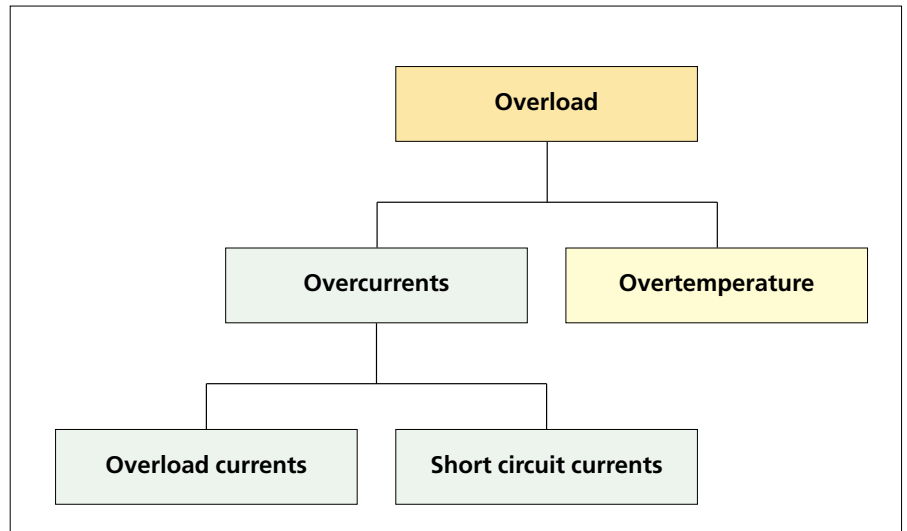 Overload
Overcurrents
Overtemperature
Overload currents
Short circuit currents